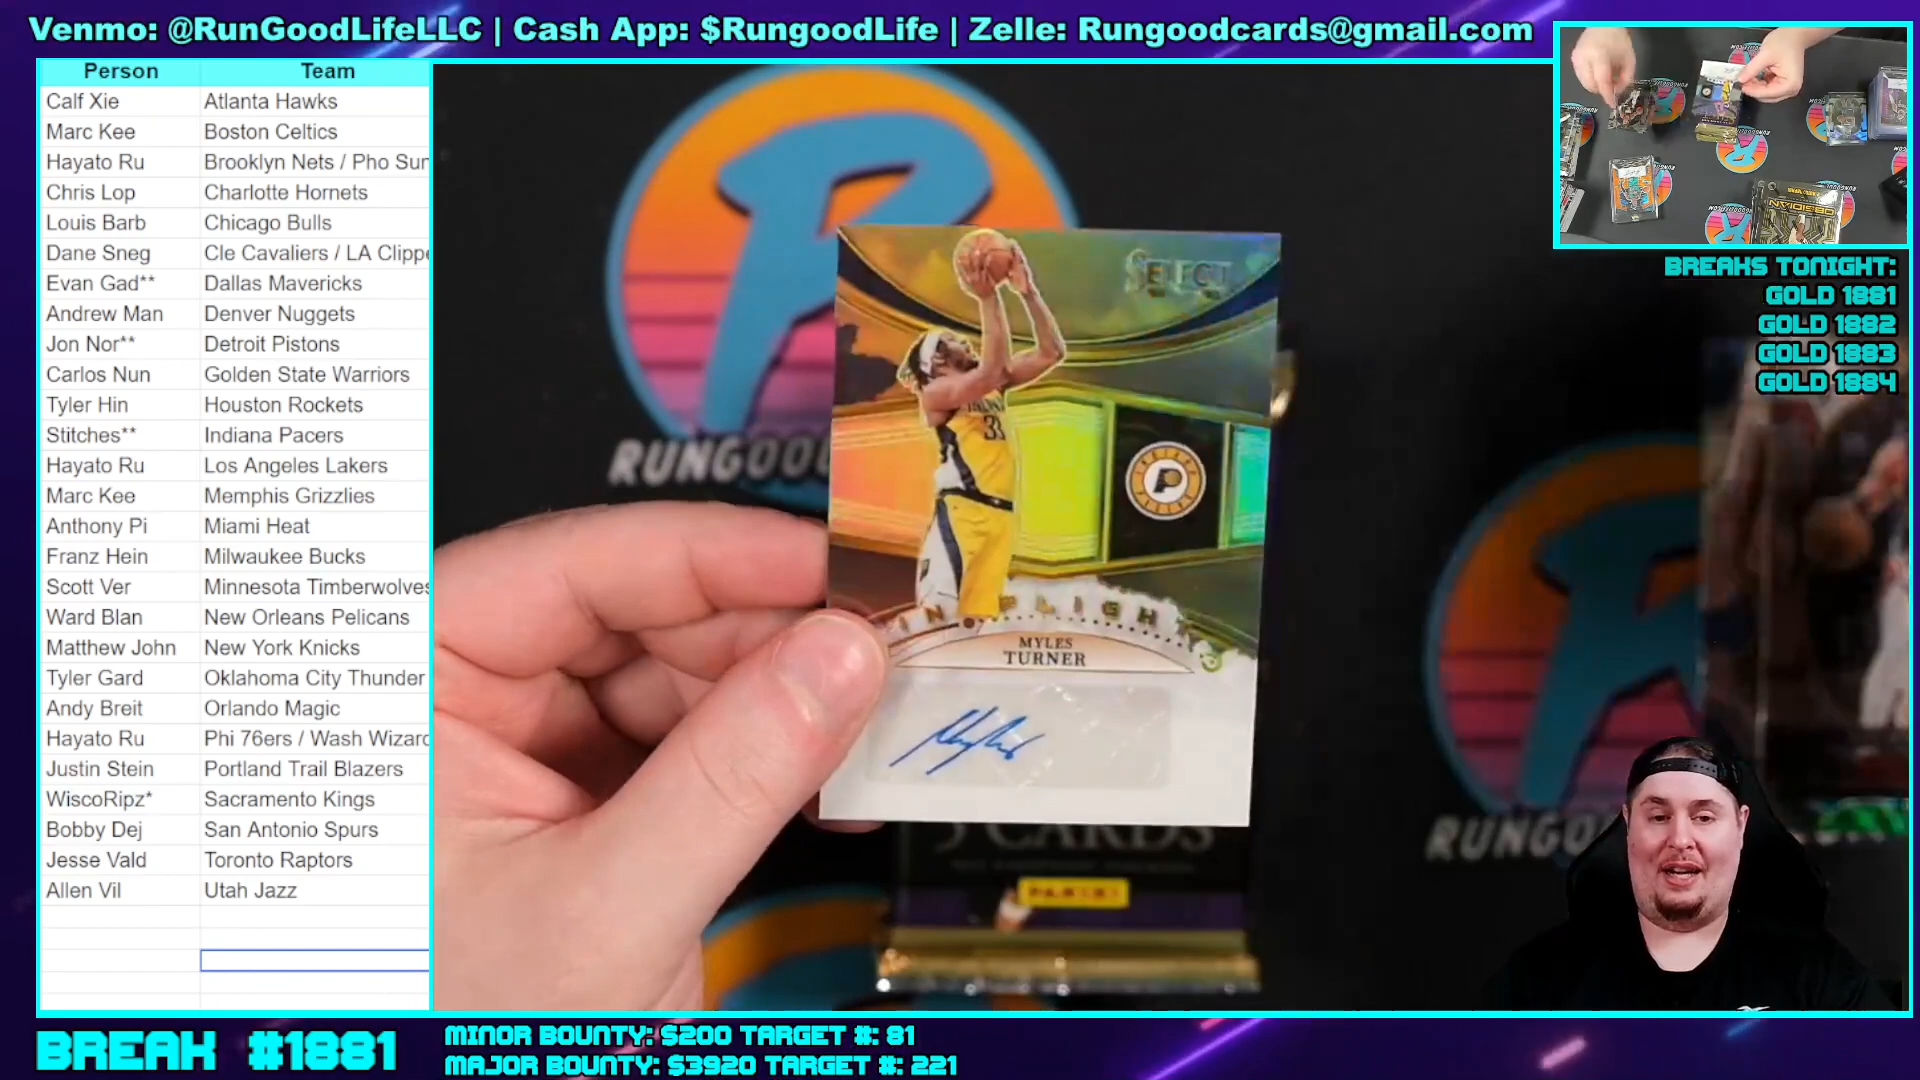 Venmo: @RunGoodLifeLLC | Cash App: $RungoodLife | Zelle: Rungoodcards@gmail.com
Person Team
Calf Xie Atlanta Hawks
Marc Kee Boston Celtics
Hayato Ru Brooklyn Nets / Pho Sun
Chris Lop Charlotte Hornets
Louis Barb Chicago Bulls
Dane Sneg Cle Cavaliers / LA Clippe
Evan Gad** Dallas Mavericks
Andrew Man Denver Nuggets
Jon Nor** Detroit Pistons
Carlos Nun Golden State Warriors
Tyler Hin Houston Rockets
Stitches** Indiana Pacers
Hayato Ru Los Angeles Lakers
Marc Kee Memphis Grizzlies
Anthony Pi Miami Heat
Franz Hein Milwaukee Bucks
Scott Ver Minnesota Timberwolves
Ward Blan New Orleans Pelicans
Matthew John New York Knicks
Tyler Gard Oklahoma City Thunder
Andy Breit Orlando Magic
Hayato Ru Phi 76ers / Wash Wizard
Justin Stein Portland Trail Blazers
WiscoRipz* Sacramento Kings
Bobby Dej San Antonio Spurs
Jesse Vald Toronto Raptors
Allen Vil Utah Jazz
RUNGOO
SELECT
33
MYLES
TURNER
5 CARDS
PANINI
RUNGO
OBSIDIAN
BREAKS TONIGHT:
GOLD 1881
GOLD 1882
GOLD 1883
GOLD 1884
BREAK #1881
MINOR BOUNTY: $200 TARGET #: 81
MAJOR BOUNTY: $3920 TARGET #: 221